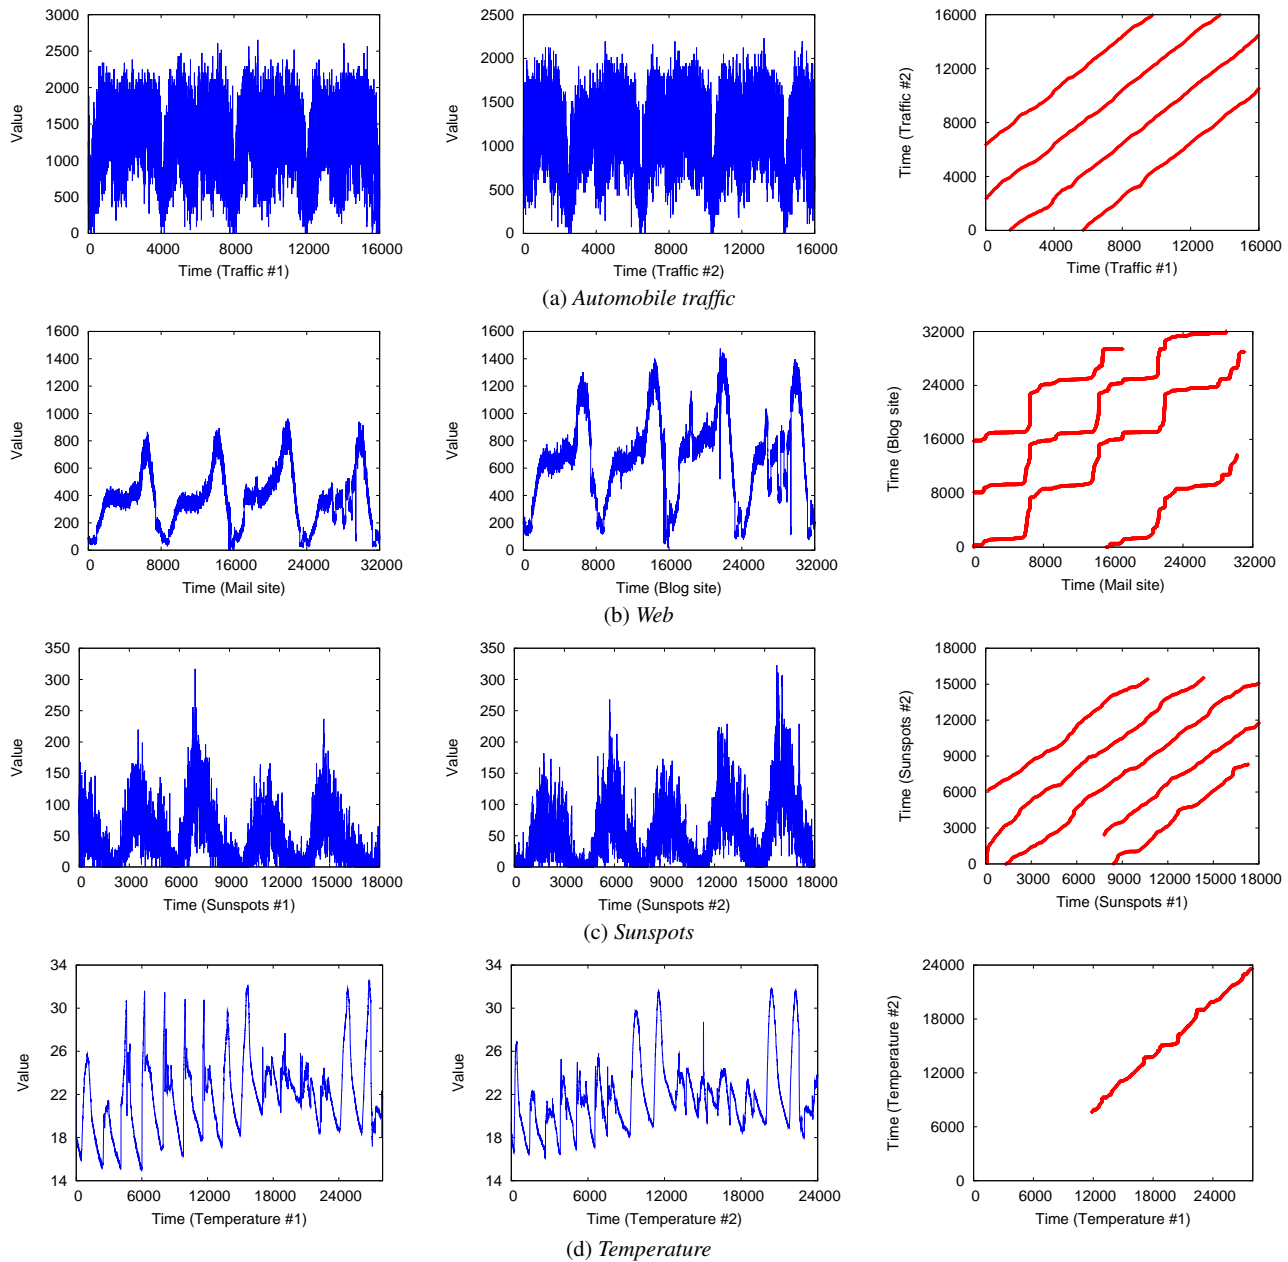 3000
2500
2000
1500
1000
500
0
Value
0 4000 8000 12000 16000
Time (Traffic #1)
2500
2000
1500
1000
500
0
Value
0 4000 8000 12000 16000
Time (Traffic #2)
16000
12000
8000
4000
0
Time (Traffic #2)
0 4000 8000 12000 16000
Time (Traffic #1)
(a) Automobile traffic
1600
1400
1200
1000
800
600
400
200
0
Value
0 8000 16000 24000 32000
Time (Mail site)
1600
1400
1200
1000
800
600
400
200
0
Value
0 8000 16000 24000 32000
Time (Blog site)
32000
24000
16000
8000
0
Time (Blog site)
0 8000 16000 24000 32000
Time (Mail site)
(b) Web
350
300
250
200
150
100
50
0
Value
0 3000 6000 9000 12000 15000 18000
Time (Sunspots #1)
350
300
250
200
150
100
50
0
Value
0 3000 6000 9000 12000 15000 18000
Time (Sunspots #2)
18000
15000
12000
9000
6000
3000
0
Time (Sunspots #2)
0 3000 6000 9000 12000 15000 18000
Time (Sunspots #1)
(c) Sunspots
34
30
26
22
18
14
Value
0 6000 12000 18000 24000
Time (Temperature #1)
34
30
26
22
18
14
Value
0 6000 12000 18000 24000
Time (Temperature #2)
24000
18000
12000
6000
0
Time (Temperature #2)
0 6000 12000 18000 24000
Time (Temperature #1)
(d) Temperature